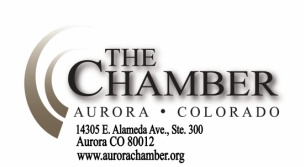 THE
CHAMBER
AURORA • COLORADO
14305 E. Alameda Ave., Ste. 300
Aurora CO 80012
www.aurorachamber.org